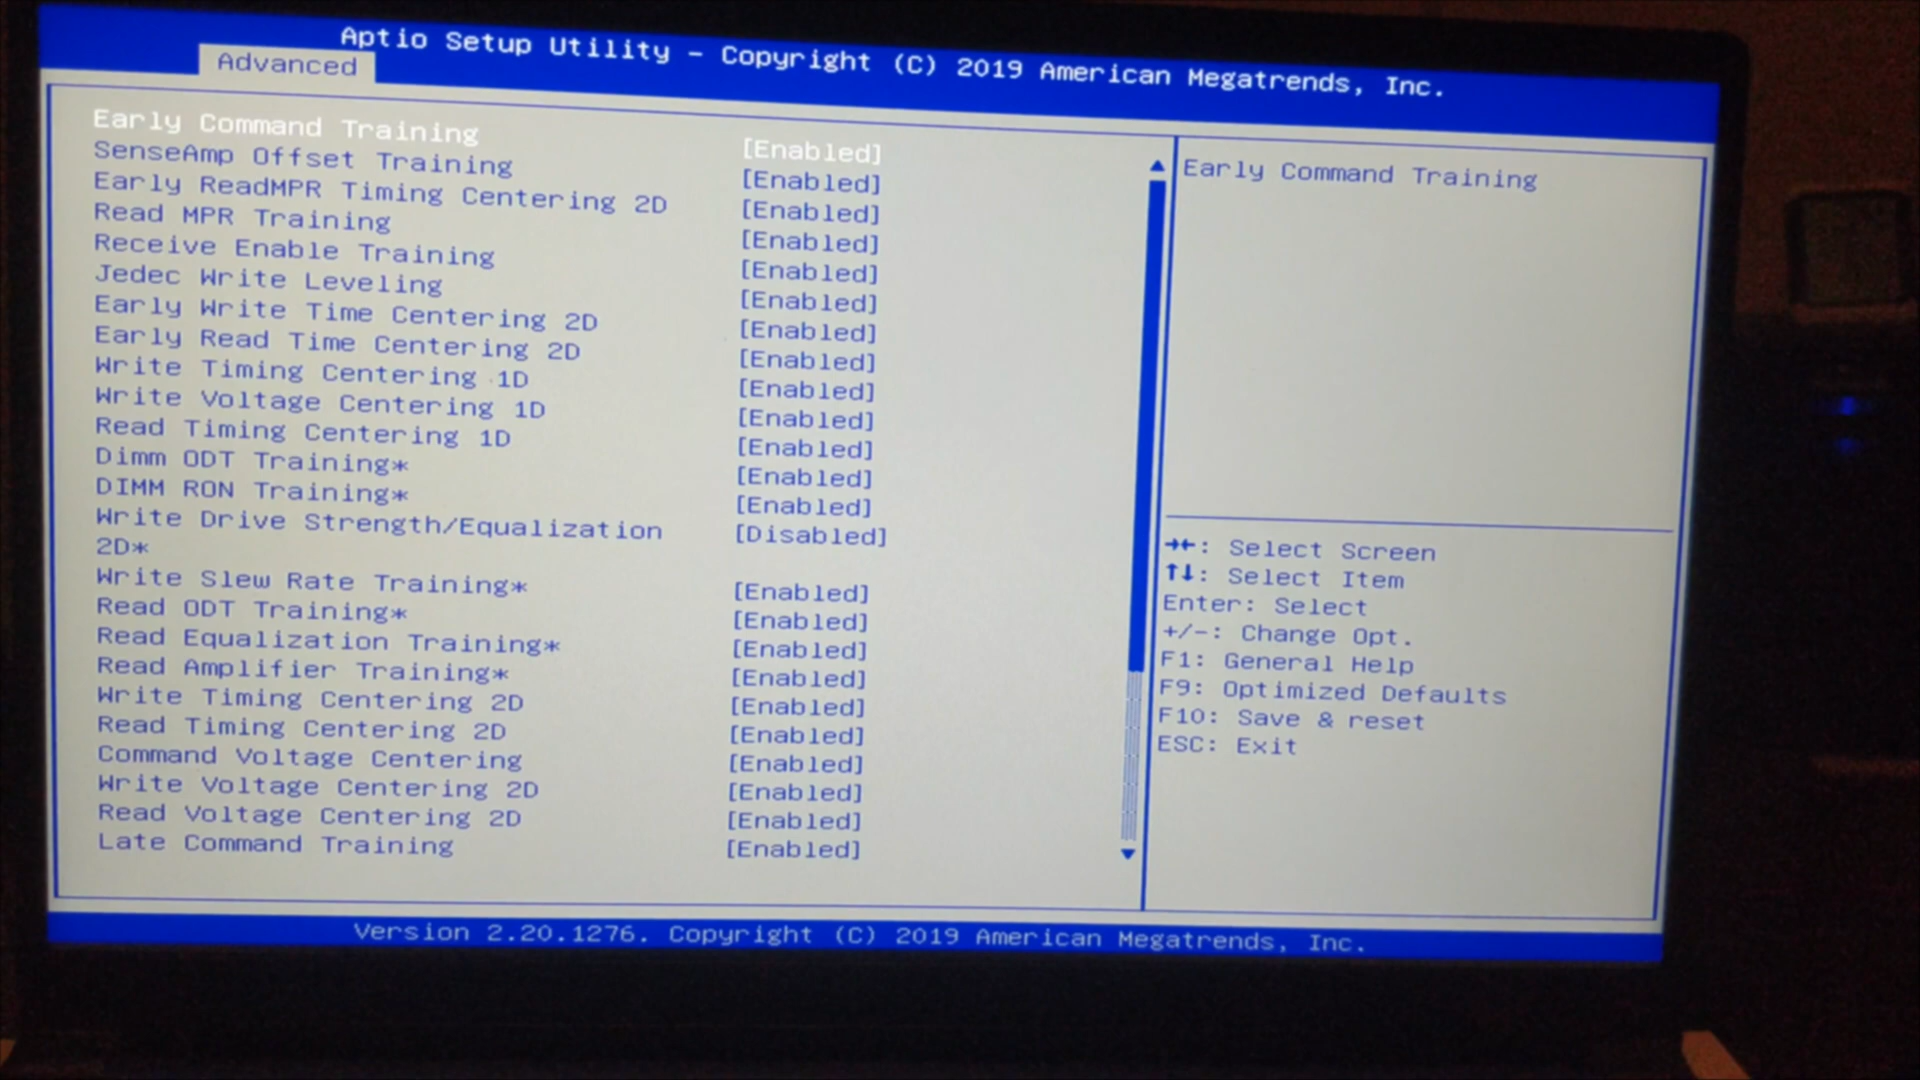 Aptio Setup Utility – Copyright (C) 2019 American Megatrends, Inc.
Advanced
Early Command Training [Enabled]
SenseAmp Offset Training [Enabled]
Early ReadMPR Timing Centering 2D [Enabled]
Read MPR Training [Enabled]
Receive Enable Training [Enabled]
Jedec Write Leveling [Enabled]
Early Write Time Centering 2D [Enabled]
Early Read Time Centering 2D [Enabled]
Write Timing Centering 1D [Enabled]
Write Voltage Centering 1D [Enabled]
Read Timing Centering 1D [Enabled]
Dimm ODT Training* [Enabled]
DIMM RON Training* [Enabled]
Write Drive Strength/Equalization [Disabled]
2D*
Write Slew Rate Training* [Enabled]
Read ODT Training* [Enabled]
Read Equalization Training* [Enabled]
Read Amplifier Training* [Enabled]
Write Timing Centering 2D [Enabled]
Read Timing Centering 2D [Enabled]
Command Voltage Centering [Enabled]
Write Voltage Centering 2D [Enabled]
Read Voltage Centering 2D [Enabled]
Late Command Training [Enabled]
Early Command Training
→←: Select Screen
↑↓: Select Item
Enter: Select
+/-: Change Opt.
F1: General Help
F9: Optimized Defaults
F10: Save & reset
ESC: Exit
Version 2.20.1276. Copyright (C) 2019 American Megatrends, Inc.